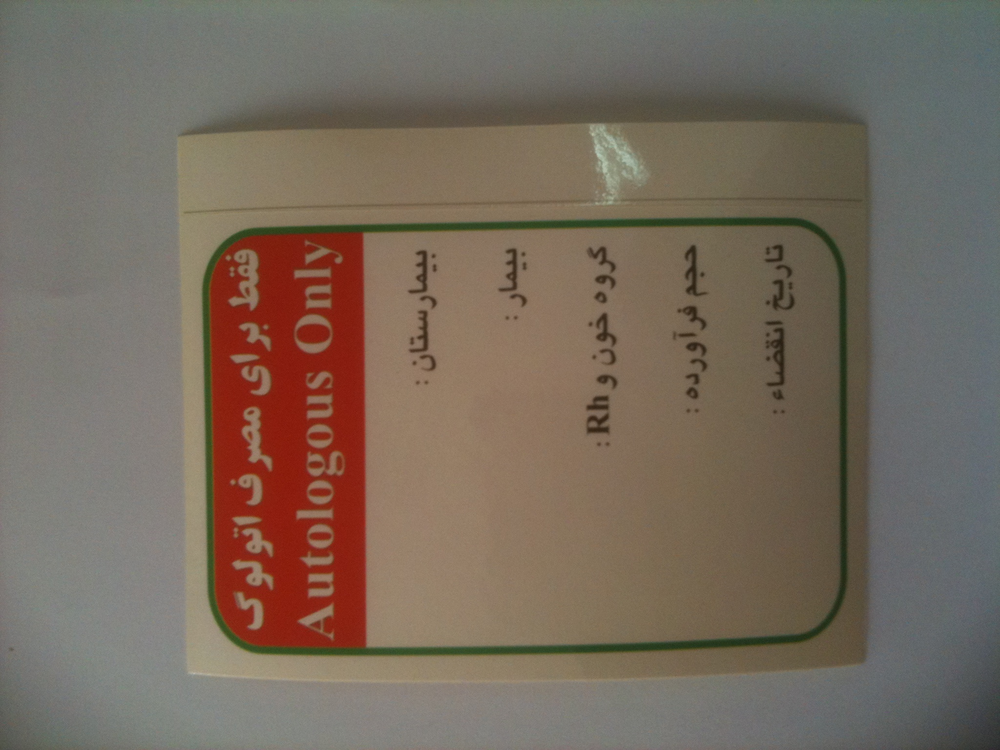 فقط برای مصرف اتولوگ
Autologous Only
بیمارستان :
بیمار :
گروه خون و Rh :
حجم فرآورده :
تاریخ انقضاء :